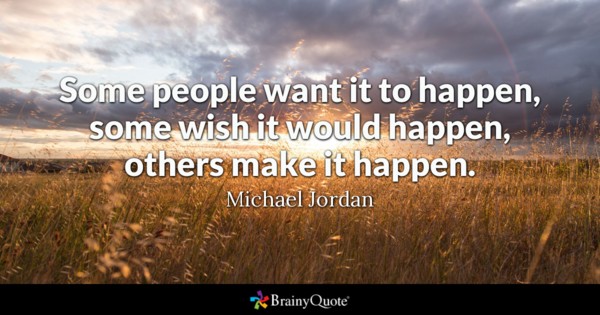 Some people want it to happen,
some wish it would happen,
others make it happen.
Michael Jordan
BrainyQuote®